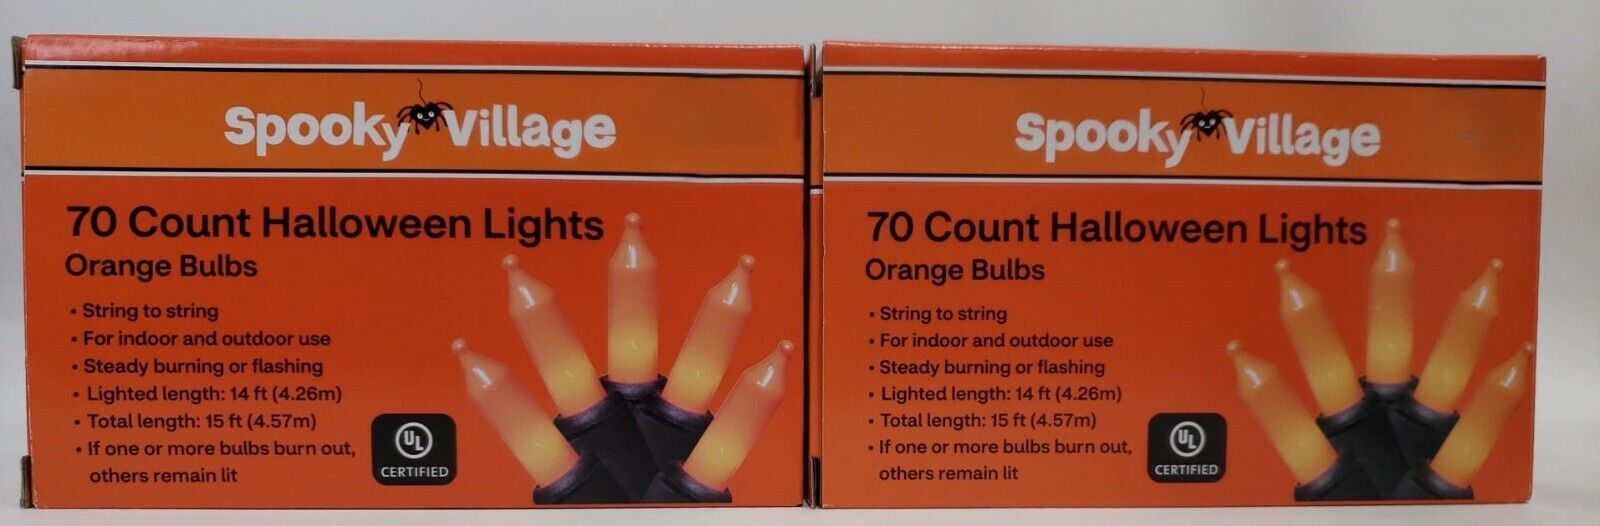 Spooky Village
70 Count Halloween Lights
Orange Bulbs
• String to string
• For indoor and outdoor use
• Steady burning or flashing
• Lighted length: 14 ft (4.26m)
• Total length: 15 ft (4.57m)
• If one or more bulbs burn out,
others remain lit
UL
CERTIFIED
Spooky Village
70 Count Halloween Lights
Orange Bulbs
• String to string
• For indoor and outdoor use
• Steady burning or flashing
• Lighted length: 14 ft (4.26m)
• Total length: 15 ft (4.57m)
• If one or more bulbs burn out,
others remain lit
UL
CERTIFIED